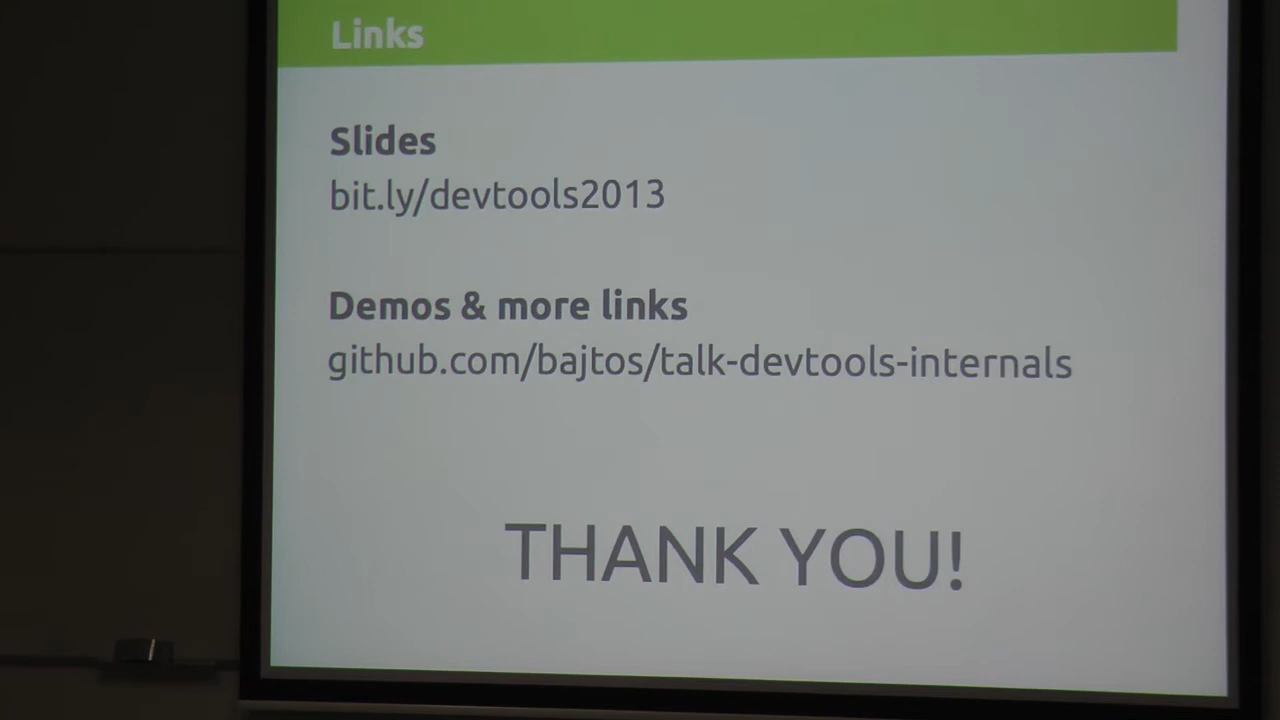 Links
Slides
bit.ly/devtools2013
Demos & more links
github.com/bajtos/talk-devtools-internals
THANK YOU!